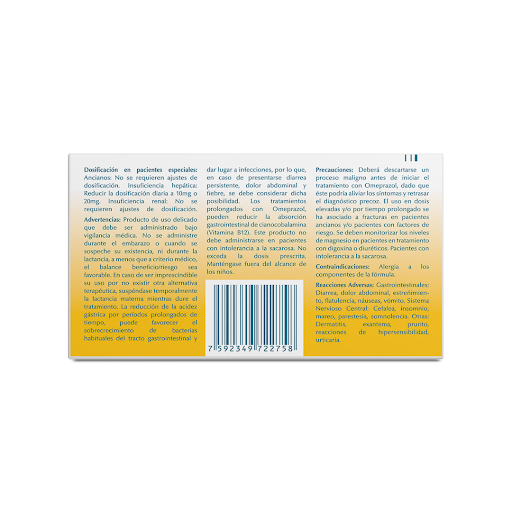 Dosificación en pacientes especiales:
Ancianos: No se requieren ajustes de
dosificación. Insuficiencia hepática:
Reducir la dosificación diaria a 10mg o
20mg. Insuficiencia renal: No se
requieren ajustes de dosificación.
Advertencias: Producto de uso delicado
que debe ser administrado bajo
vigilancia médica. No se administre
durante el embarazo o cuando se
sospeche su existencia, ni durante la
lactancia, a menos que a criterio médico,
el balance beneficio/riesgo sea
favorable. En caso de ser imprescindible
su uso por no existir otra alternativa
terapéutica, suspéndase temporalmente
la lactancia materna mientras dure el
tratamiento. La reducción de la acidez
gástrica por períodos prolongados de
tiempo, puede favorecer el
sobrecrecimiento de bacterias
habituales del tracto gastrointestinal y
dar lugar a infecciones, por lo que,
en caso de presentarse diarrea
persistente, dolor abdominal y
fiebre, se debe considerar dicha
posibilidad. Los tratamientos
prolongados con Omeprazol,
pueden reducir la absorción
gastrointestinal de cianocobalamina
(Vitamina B12). Este producto no
debe administrarse en pacientes
con intolerancia a la sacarosa. No
exceda la dosis prescrita.
Manténgase fuera del alcance de
los niños.
7 592349 722758
Precauciones: Deberá descartarse un
proceso maligno antes de iniciar el
tratamiento con Omeprazol, dado que
éste podría aliviar los síntomas y retrasar
el diagnóstico precoz. El uso en dosis
elevadas y/o por tiempo prolongado se
ha asociado a fracturas en pacientes
ancianos y/o pacientes con factores de
riesgo. Se deben monitorizar los niveles
de magnesio en pacientes en tratamiento
con digoxina o diuréticos. Pacientes con
intolerancia a la sacarosa.
Contraindicaciones: Alergia a los
componentes de la fórmula.
Reacciones Adversas: Gastrointestinales:
Diarrea, dolor abdominal, estreñimien-
to, flatulencia, náuseas, vómito. Sistema
Nervioso Central: Cefalea, insomnio,
mareo, parestesia, somnolencia. Otras:
Dermatitis, exantema, prurito,
reacciones de hipersensibilidad,
urticaria.